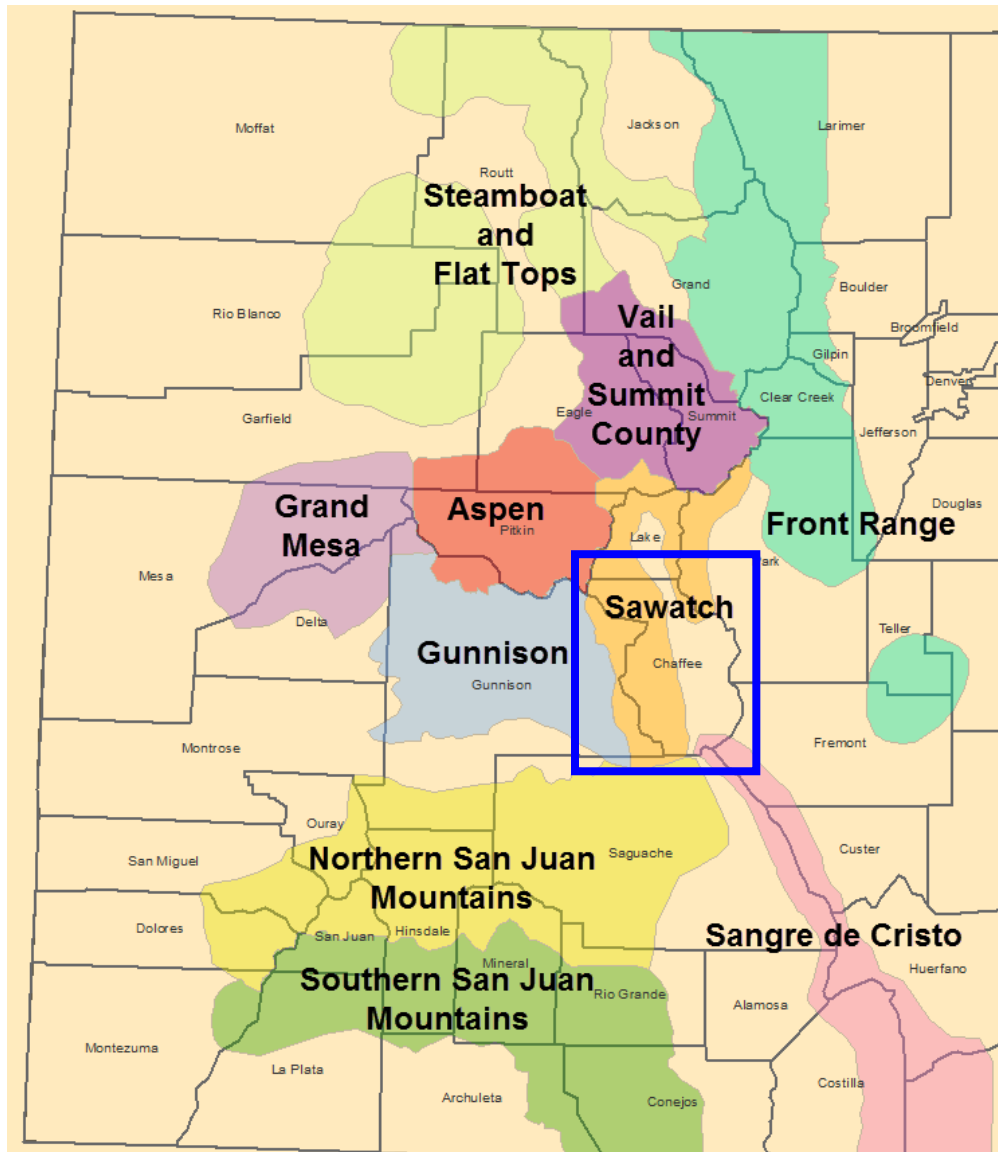 Moffat
Jackson
Larimer
Routt
Steamboat
and
Flat Tops
Grand
Boulder
Rio Blanco
Vail
and
Summit
County
Broomfield
Gilpin
Denver
Clear Creek
Eagle
Summit
Garfield
Jefferson
Grand
Mesa
Aspen
Pitkin
Douglas
Front Range
Lake
Park
Mesa
Sawatch
Delta
Teller
Gunnison
Chaffee
Gunnison
Montrose
Fremont
Ouray
San Miguel
Northern San Juan
Mountains
Saguache
Custer
Dolores
San Juan
Hinsdale
Sangre de Cristo
Mineral
Huerfano
Southern San Juan
Mountains
Rio Grande
Alamosa
Montezuma
La Plata
Costilla
Archuleta
Conejos